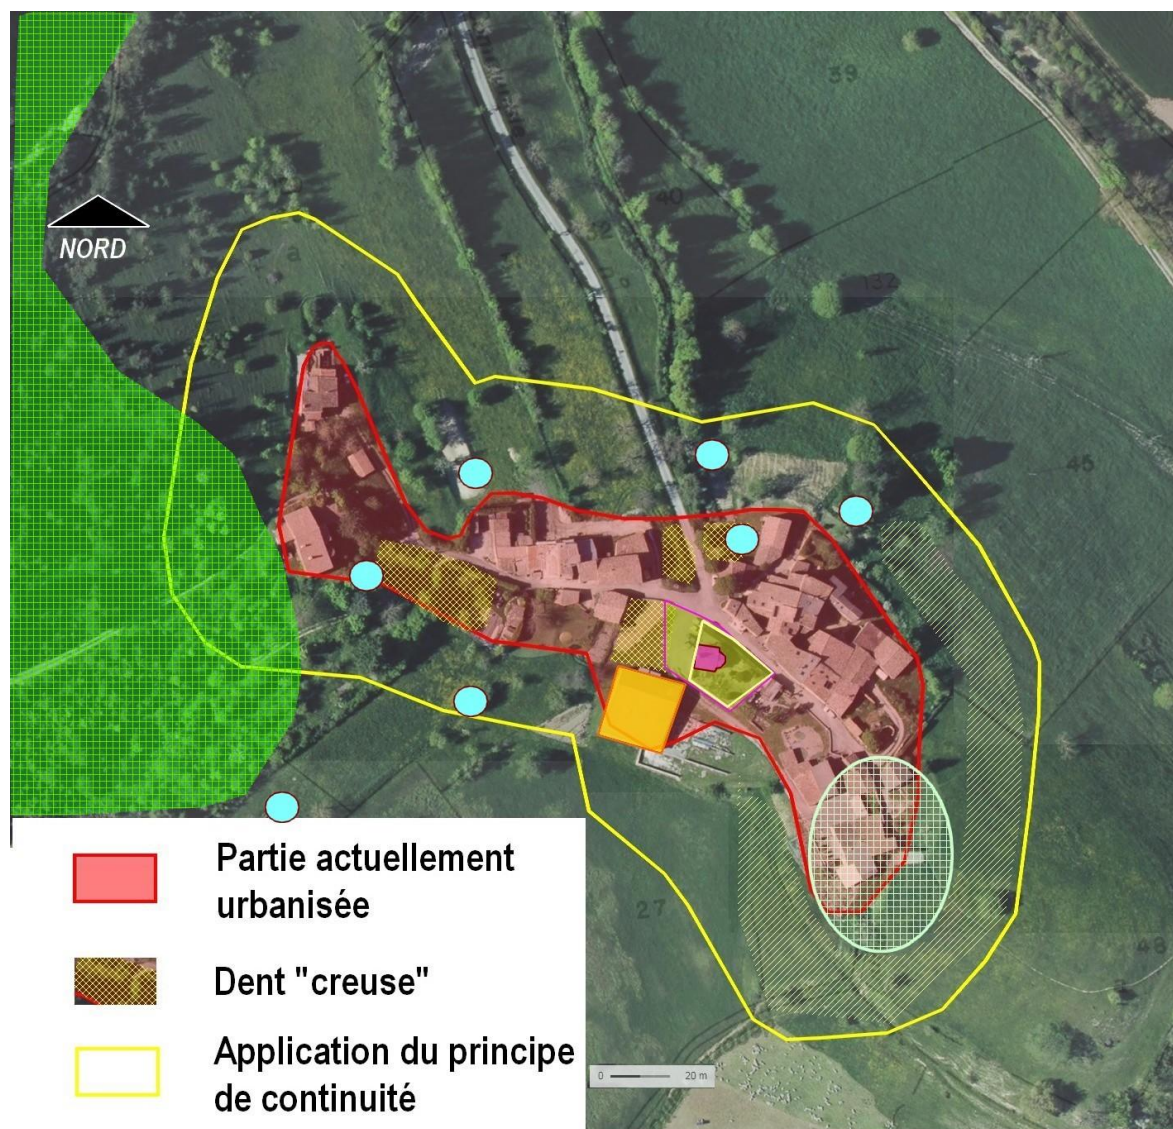 39
40
132
NORD
45
27
48
Partie actuellement
urbanisée
Dent "creuse"
Application du principe
de continuité
0 20 m